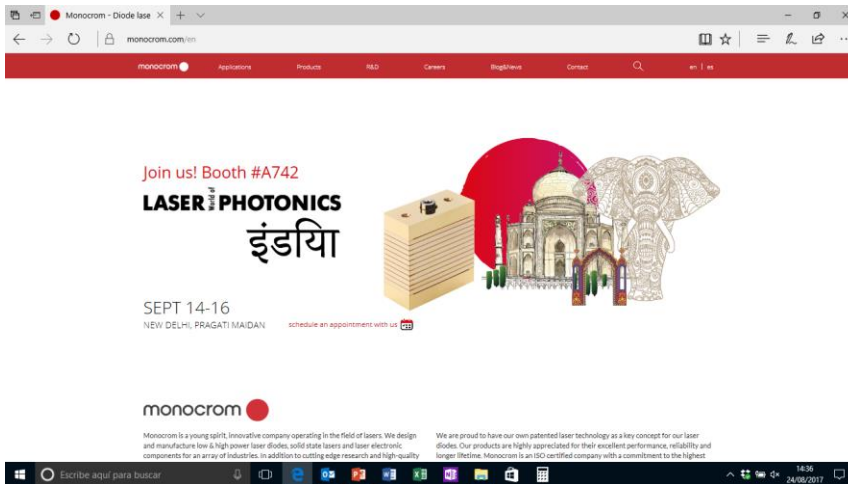 Monocrom - Diode lase
monocrom.com/en
monocrom Applications Products R&D Careers Blog&News Contact en | es
Join us! Booth #A742
LASER World of PHOTONICS
इंडिया
SEPT 14-16
NEW DELHI, PRAGATI MAIDAN schedule an appointment with us
monocrom
Monocrom is a young spirit, innovative company operating in the field of lasers. We design
and manufacture low & high power laser diodes, solid state lasers and laser electronic
components for an array of industries. In addition to cutting edge research and high-quality
We are proud to have our own patented laser technology as a key concept for our laser
diodes. Our products are highly appreciated for their excellent performance, reliability and
longer lifetime. Monocrom is an ISO certified company with a commitment to the highest
Escribe aquí para buscar
14:36
24/08/2017